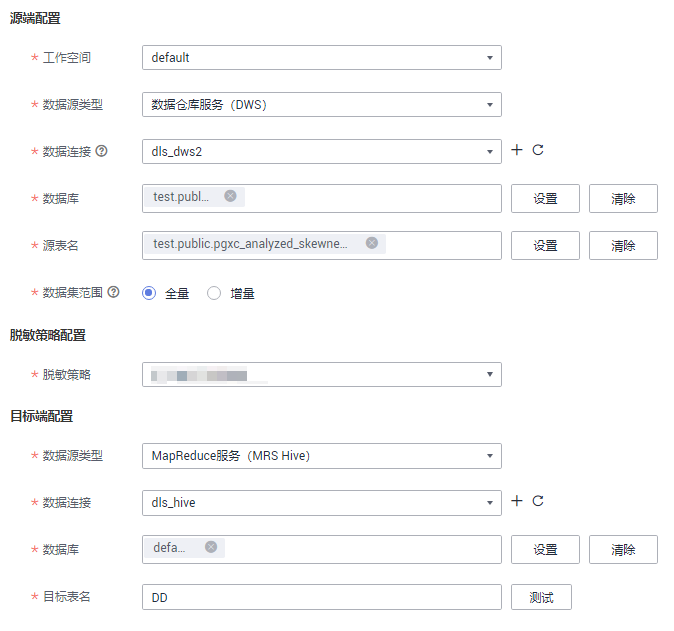 源端配置
* 工作空间 default
* 数据源类型 数据仓库服务（DWS）
* 数据连接 ? dls_dws2
* 数据库 test.publ... 设置 清除
* 源表名 test.public.pgxc_analyzed_skewne... 设置 清除
* 数据集范围 ? 全量 增量
脱敏策略配置
* 脱敏策略
目标端配置
* 数据源类型 MapReduce服务（MRS Hive）
* 数据连接 dls_hive
* 数据库 defa... 设置 清除
* 目标表名 DD 测试